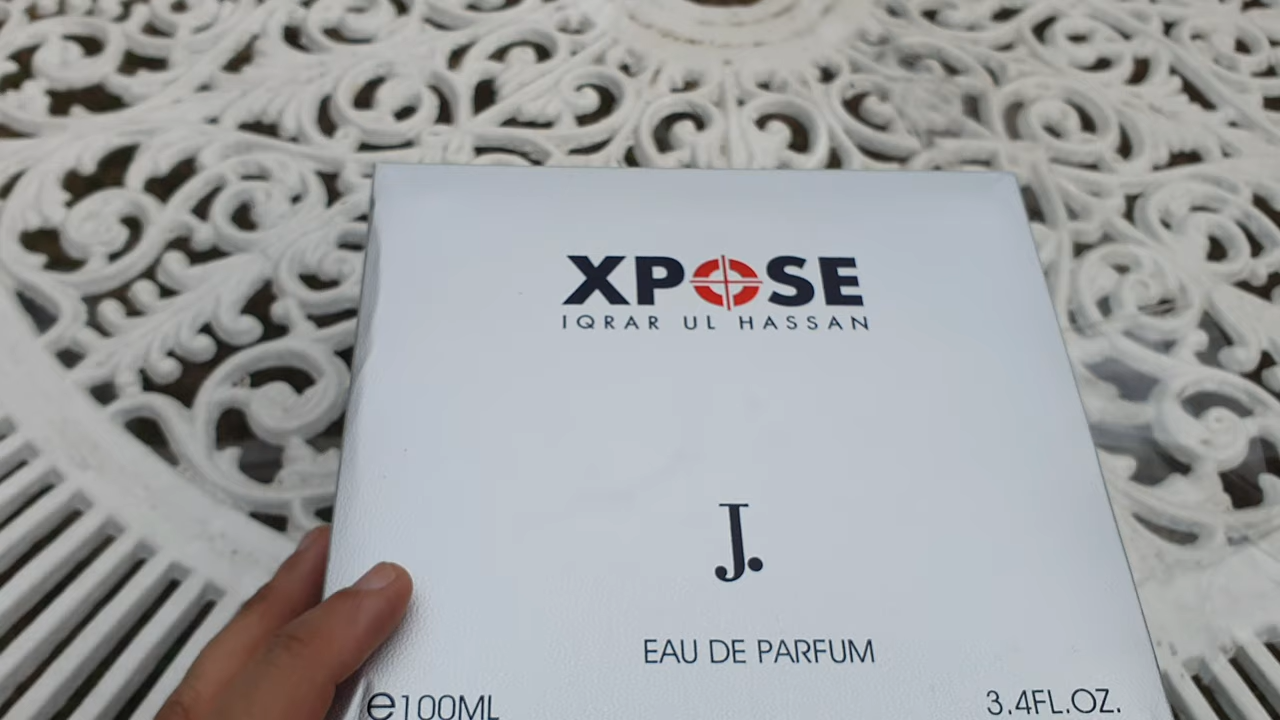 XPOSE
IQRAR UL HASSAN
J.
EAU DE PARFUM
e100ML
3.4FL.OZ.